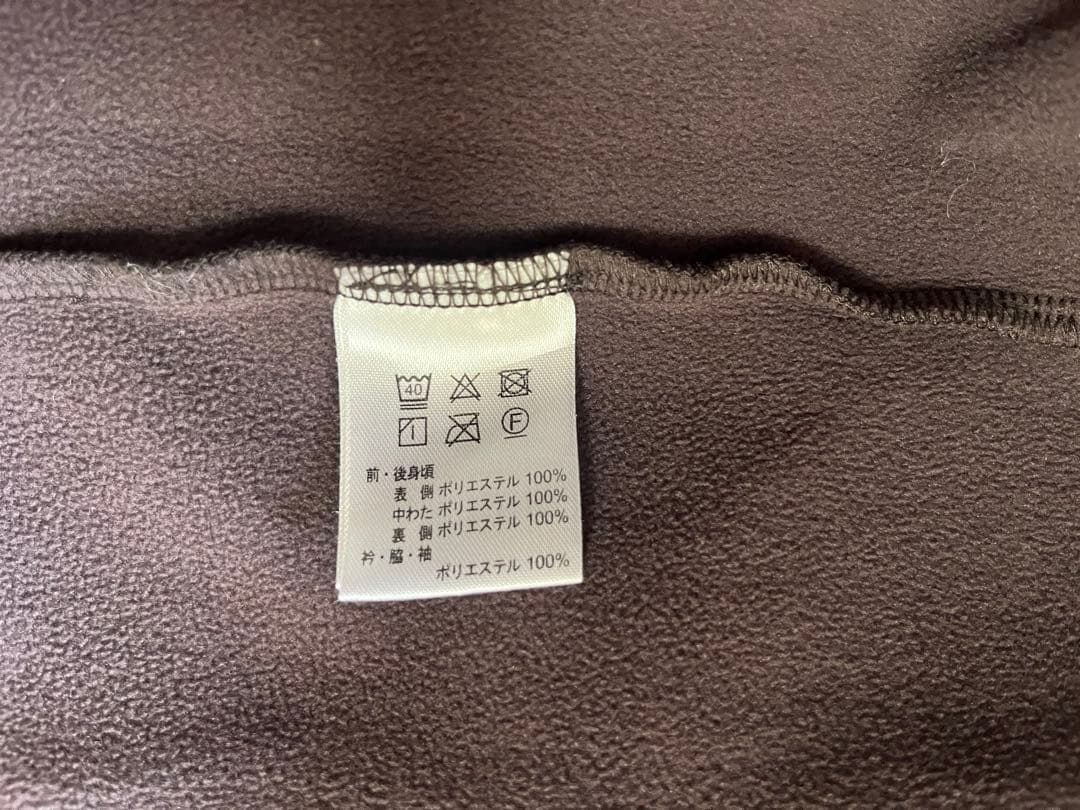 40
F
前・後身頃
表 側 ポリエステル 100%
中わた ポリエステル 100%
裏 側 ポリエステル 100%
衿・脇・袖
ポリエステル 100%